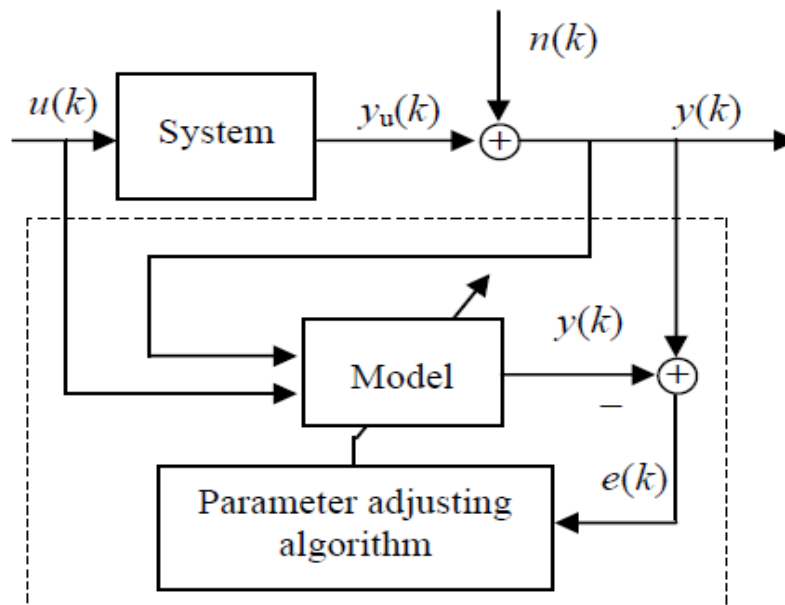 n(k)
u(k)
System
y_u(k)
+
y(k)
Model
y(k)
+
–
Parameter adjusting
algorithm
e(k)